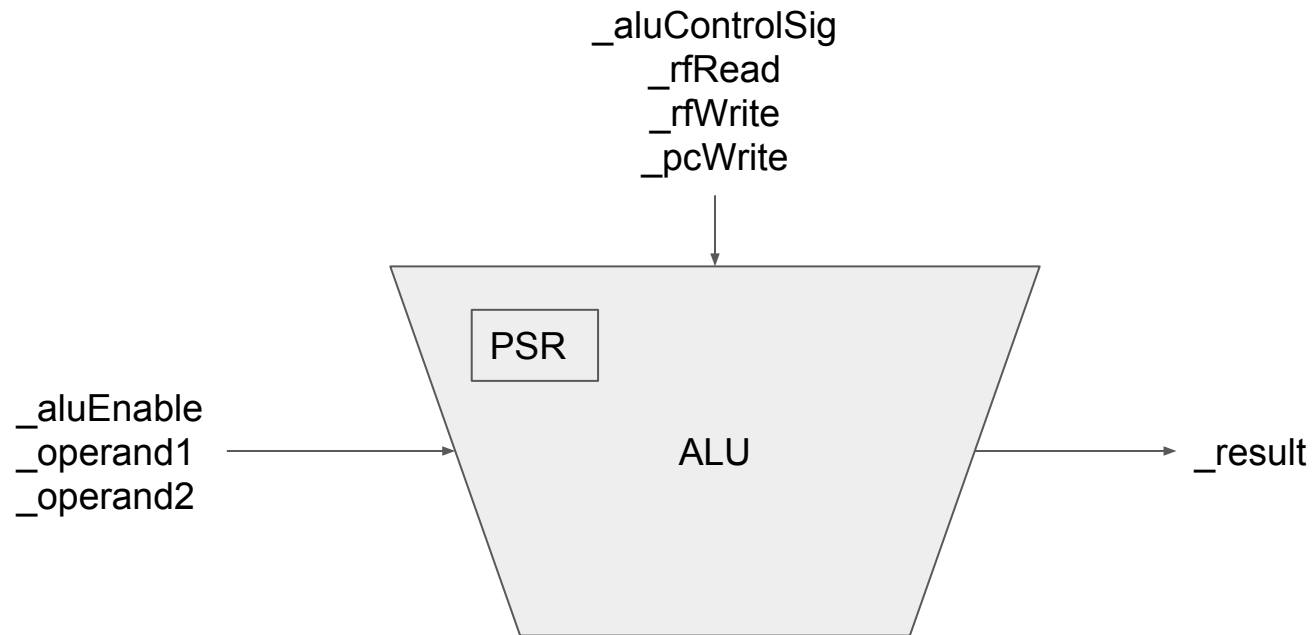 _aluControlSig
_rfRead
_rfWrite
_pcWrite
PSR
_aluEnable
_operand1
_operand2
ALU
_result